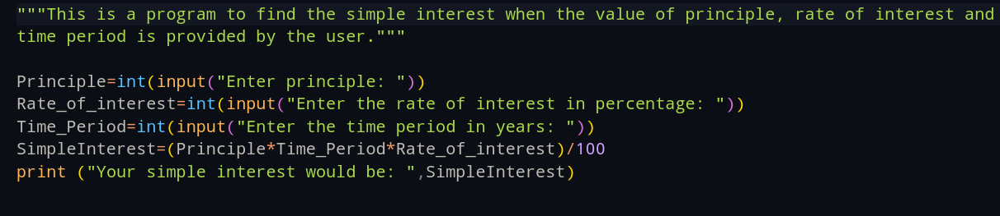 """This is a program to find the simple interest when the value of principle, rate of interest and
time period is provided by the user."""
Principle=int(input("Enter principle: "))
Rate_of_interest=int(input("Enter the rate of interest in percentage: "))
Time_Period=int(input("Enter the time period in years: "))
SimpleInterest=(Principle*Time_Period*Rate_of_interest)/100
print ("Your simple interest would be: ",SimpleInterest)